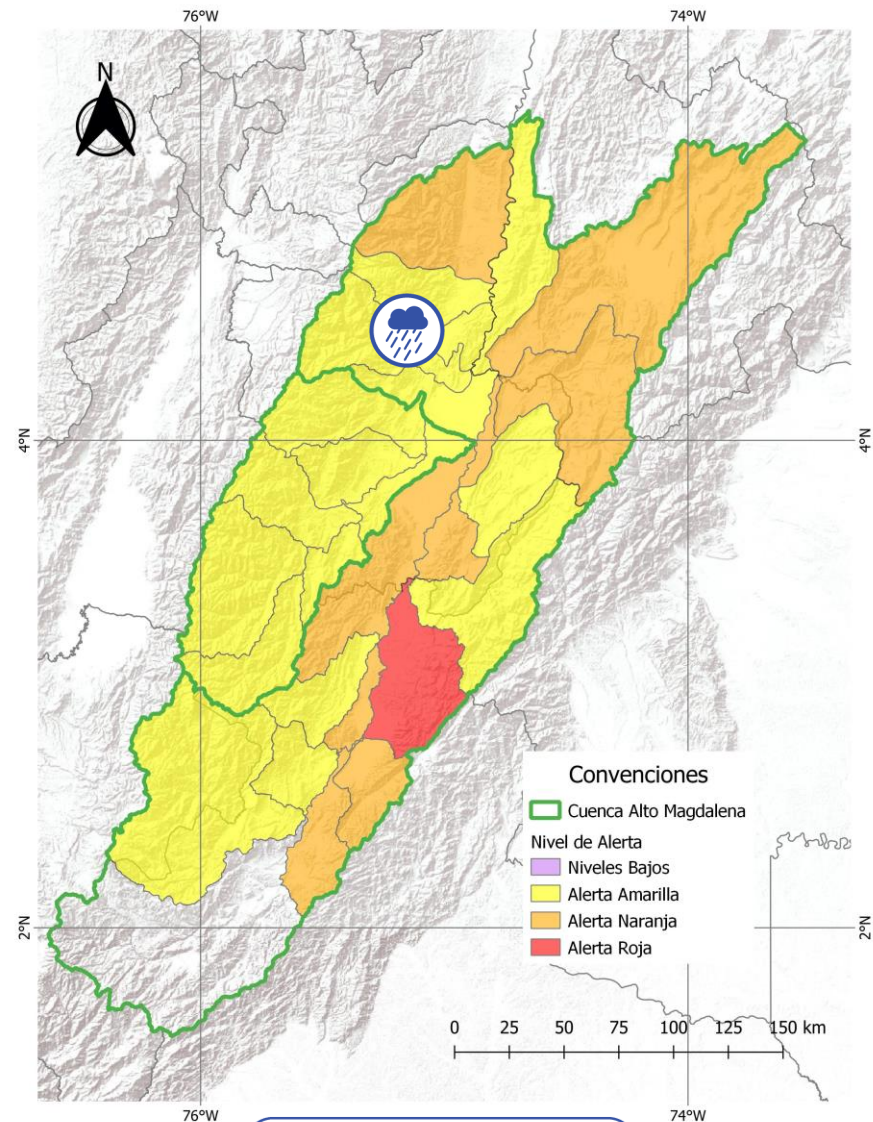 76°W 74°W
N
4°N 4°N
Convenciones
Cuenca Alto Magdalena
Nivel de Alerta
Niveles Bajos
Alerta Amarilla
Alerta Naranja
Alerta Roja
2°N 2°N
0 25 50 75 100 125 150 km
76°W 74°W